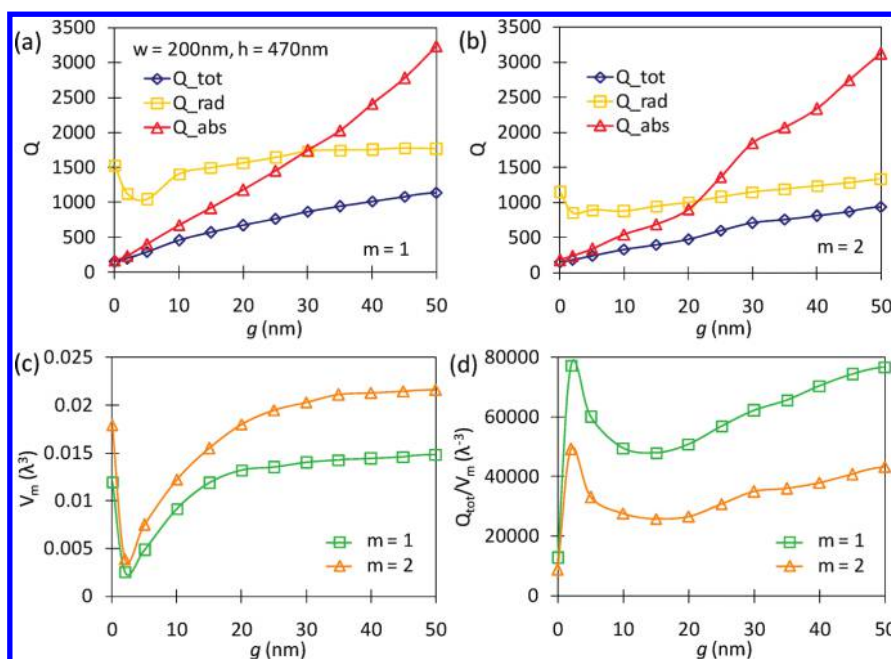 (a)
w = 200nm, h = 470nm
Q_tot
Q_rad
Q_abs
m = 1
Q
3500
3000
2500
2000
1500
1000
500
0
0 10 20 30 40 50
g (nm)
(b)
Q_tot
Q_rad
Q_abs
m = 2
Q
3500
3000
2500
2000
1500
1000
500
0
0 10 20 30 40 50
g (nm)
(c)
Vm (λ³)
0.025
0.02
0.015
0.01
0.005
0
m = 1
m = 2
0 10 20 30 40 50
g (nm)
(d)
Qtot/Vm (λ⁻³)
80000
60000
40000
20000
0
m = 1
m = 2
0 10 20 30 40 50
g (nm)